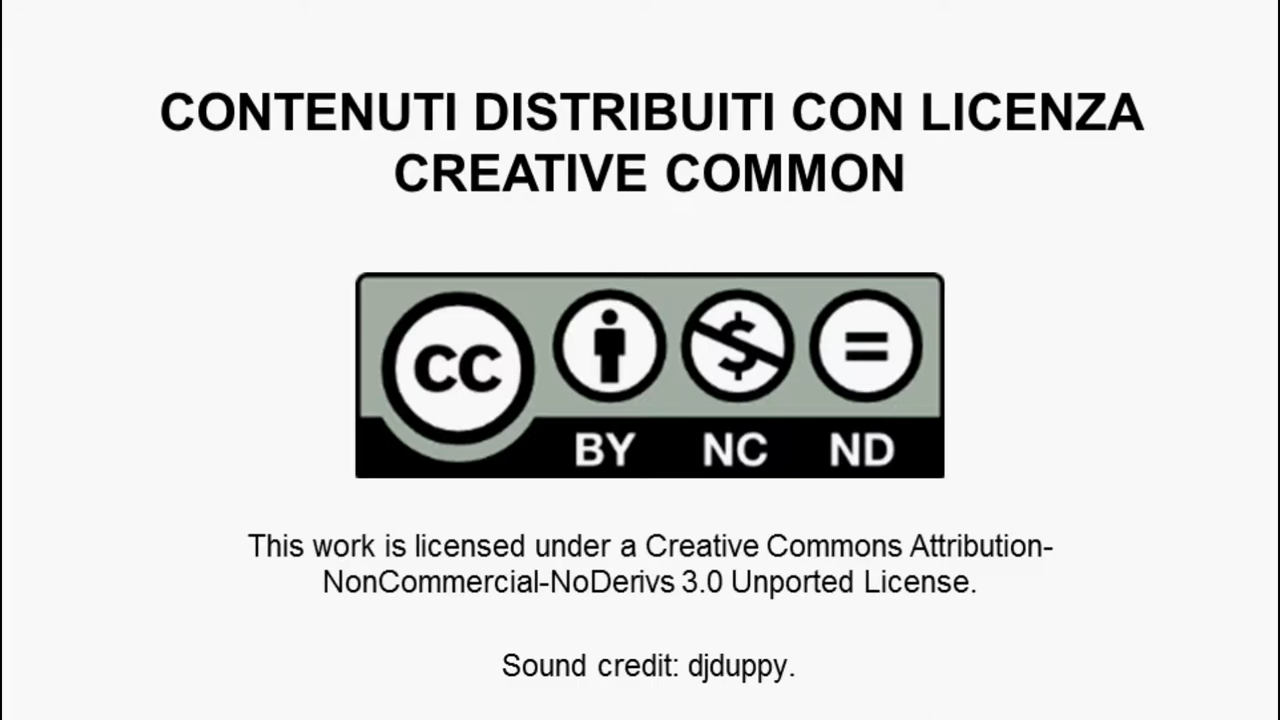 CONTENUTI DISTRIBUITI CON LICENZA
CREATIVE COMMON
CC
BY NC ND
This work is licensed under a Creative Commons Attribution-
NonCommercial-NoDerivs 3.0 Unported License.
Sound credit: djduppy.